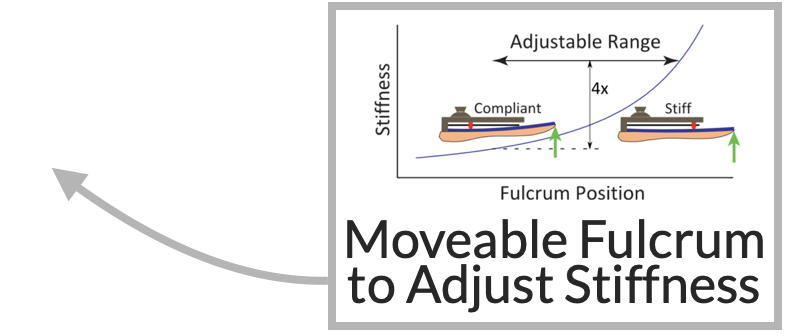 Adjustable Range
Stiffness
4x
Compliant
Stiff
Fulcrum Position
Moveable Fulcrum
to Adjust Stiffness